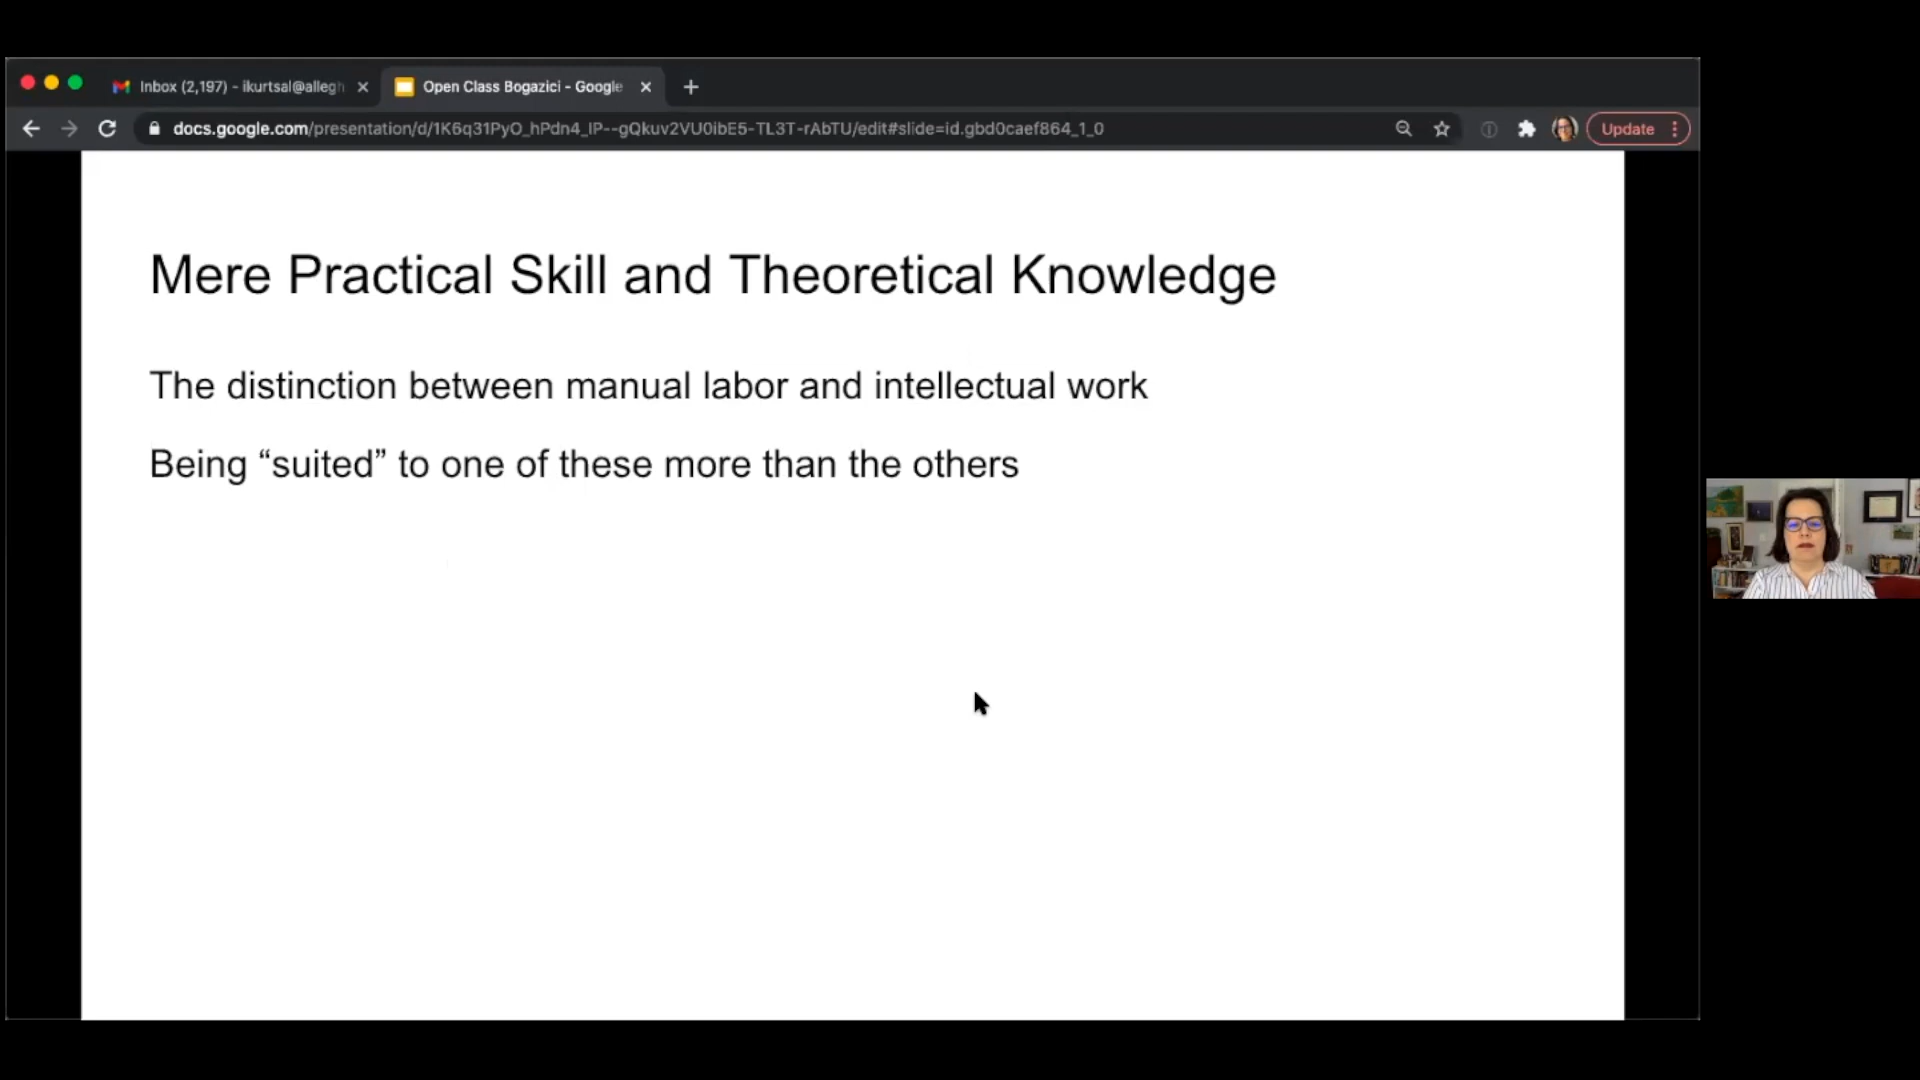 Inbox (2,197) - ikurtsal@allegh
Open Class Bogazici - Google
docs.google.com/presentation/d/1K6q31PyO_hPdn4_IP--gQkuv2VU0ibE5-TL3T-rAbTU/edit#slide=id.gbd0caef864_1_0
Update
Mere Practical Skill and Theoretical Knowledge
The distinction between manual labor and intellectual work
Being “suited” to one of these more than the others